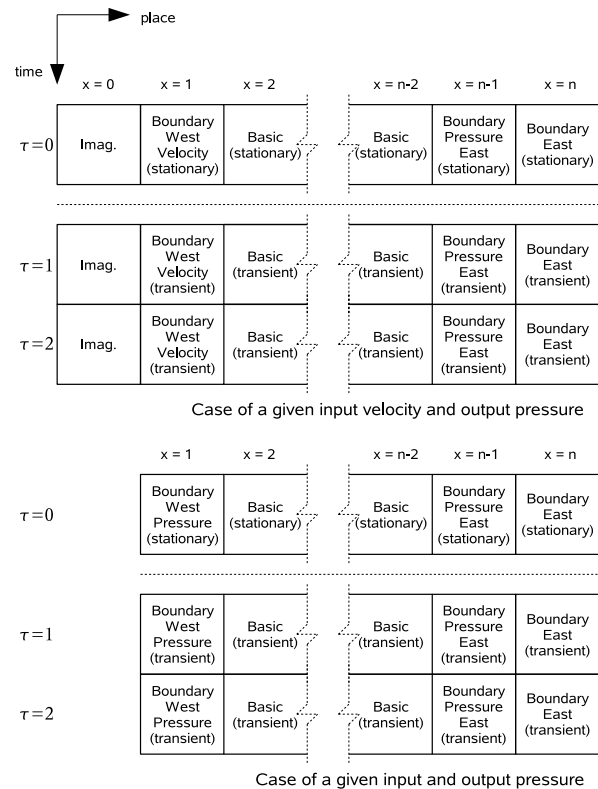 place
time
x = 0 x = 1 x = 2 x = n-2 x = n-1 x = n
τ=0 Imag. Boundary West Velocity (stationary) Basic (stationary) Basic (stationary) Boundary Pressure East (stationary) Boundary East (stationary)
τ=1 Imag. Boundary West Velocity (transient) Basic (transient) Basic (transient) Boundary Pressure East (transient) Boundary East (transient)
τ=2 Imag. Boundary West Velocity (transient) Basic (transient) Basic (transient) Boundary Pressure East (transient) Boundary East (transient)
Case of a given input velocity and output pressure
x = 1 x = 2 x = n-2 x = n-1 x = n
τ=0 Boundary West Pressure (stationary) Basic (stationary) Basic (stationary) Boundary Pressure East (stationary) Boundary East (stationary)
τ=1 Boundary West Pressure (transient) Basic (transient) Basic (transient) Boundary Pressure East (transient) Boundary East (transient)
τ=2 Boundary West Pressure (transient) Basic (transient) Basic (transient) Boundary Pressure East (transient) Boundary East (transient)
Case of a given input and output pressure